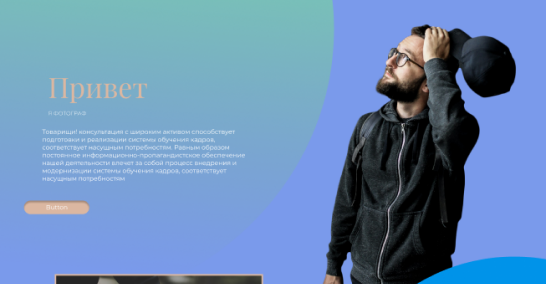 Привет
Товарищи! консультация с широким активом способствует
подготовки и реализации системы обучения кадров,
соответствует насущным потребностям. Равным образом
постоянное информационно-пропагандистское обеспечение
нашей деятельности влечет за собой процесс внедрения и
модернизации системы обучения кадров, соответствует
насущным потребностям
Button